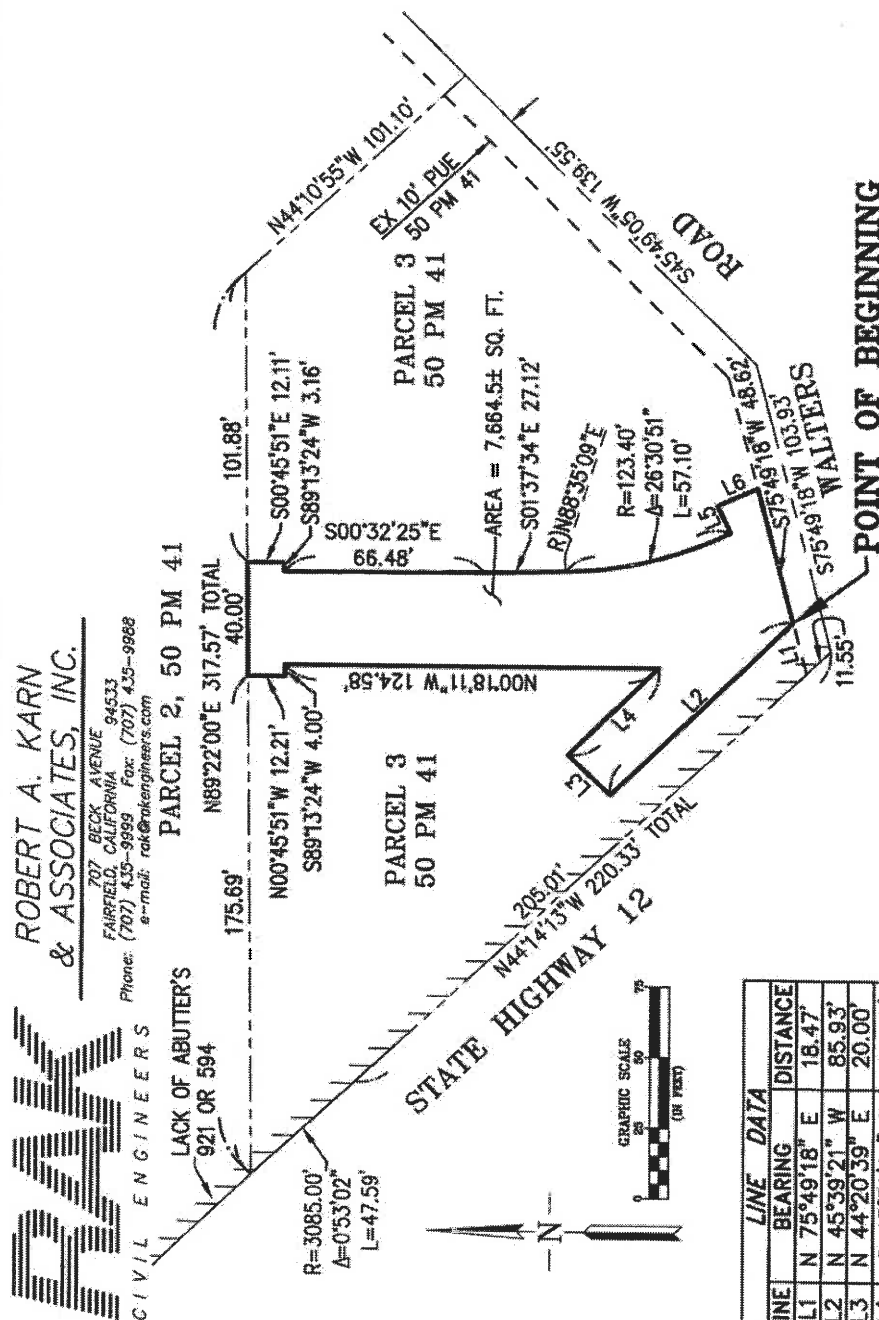 RAK
CIVIL ENGINEERS
ROBERT A. KARN
& ASSOCIATES, INC.
707 BECK AVENUE
FAIRFIELD, CALIFORNIA 94533
Phone: (707) 435-9999 Fax: (707) 435-9988
e-mail: rak@rakengineers.com
PARCEL 2, 50 PM 41
N89°22'00"E 317.57' TOTAL
175.69'
40.00'
101.88'
N44°10'55"W 101.10'
LACK OF ABUTTER'S
921 OR 594
R=3085.00'
Δ=0°53'02"
L=47.59'
N00°45'51"W 12.21'
S89°13'24"W 4.00'
S00°45'51"E 12.11'
S89°13'24"W 3.16'
S00°32'25"E
66.48'
EX 10' PUE
50 PM 41
PARCEL 3
50 PM 41
PARCEL 3
50 PM 41
AREA = 7,664.5± SQ. FT.
S01°37'34"E 27.12'
(R)N88°35'09"E
R=123.40'
Δ=26°30'51"
L=57.10'
N00°18'11"W 124.58'
S45°49'05"W 139.55'
ROAD
WALTERS
L3
L4
L2
L5
L6
L1
S75°49'18"W 48.62'
S75°49'18"W 103.93'
11.55'
POINT OF BEGINNING
205.01'
N44°14'13"W 220.33' TOTAL
STATE HIGHWAY 12
N
GRAPHIC SCALE
0 25 50 75
(IN FEET)
LINE DATA
INE BEARING DISTANCE
L1 N 75°49'18" E 18.47'
L2 N 45°39'21" W 85.93'
L3 N 44°20'39" E 20.00'